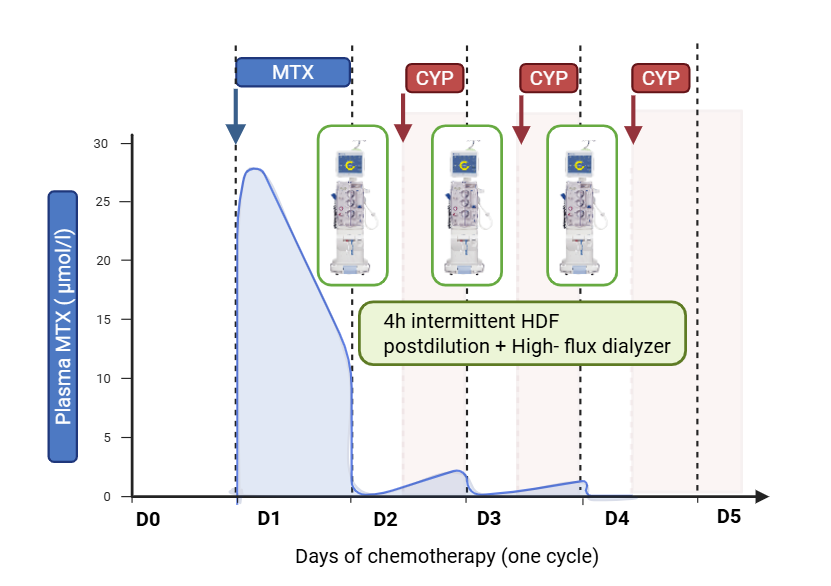 MTX
CYP
CYP
CYP
30
25
20
15
10
5
0
Plasma MTX ( μmol/l)
4h intermittent HDF
postdilution + High- flux dialyzer
D0
D1
D2
D3
D4
D5
Days of chemotherapy (one cycle)